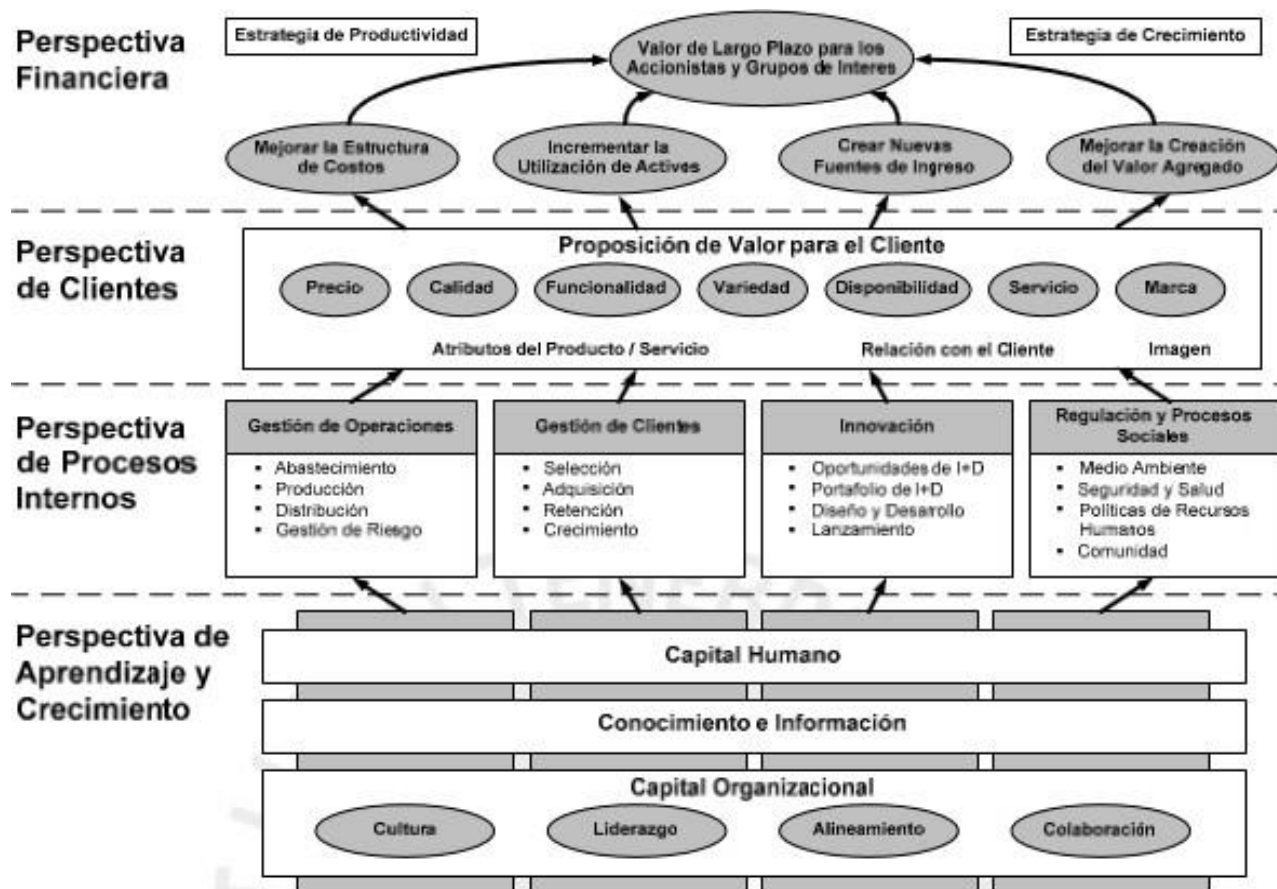 Perspectiva
Financiera
Estrategia de Productividad
Valor de Largo Plazo para los
Accionistas y Grupos de Interes
Estrategia de Crecimiento
Mejorar la Estructura
de Costos
Incrementar la
Utilización de Actives
Crear Nuevas
Fuentes de Ingreso
Mejorar la Creación
del Valor Agregado
Perspectiva
de Clientes
Proposición de Valor para el Cliente
Precio
Calidad
Funcionalidad
Variedad
Disponibilidad
Servicio
Marca
Atributos del Producto / Servicio
Relación con el Cliente
Imagen
Perspectiva
de Procesos
Internos
Gestión de Operaciones
▪ Abastecimiento
▪ Producción
▪ Distribución
▪ Gestión de Riesgo
Gestión de Clientes
▪ Selección
▪ Adquisición
▪ Retención
▪ Crecimiento
Innovación
▪ Oportunidades de I+D
▪ Portafolio de I+D
▪ Diseño y Desarrollo
▪ Lanzamiento
Regulación y Procesos
Sociales
▪ Medio Ambiente
▪ Seguridad y Salud
▪ Políticas de Recursos
Humanos
▪ Comunidad
Perspectiva de
Aprendizaje y
Crecimiento
Capital Humano
Conocimiento e Información
Capital Organizacional
Cultura
Liderazgo
Alineamiento
Colaboración